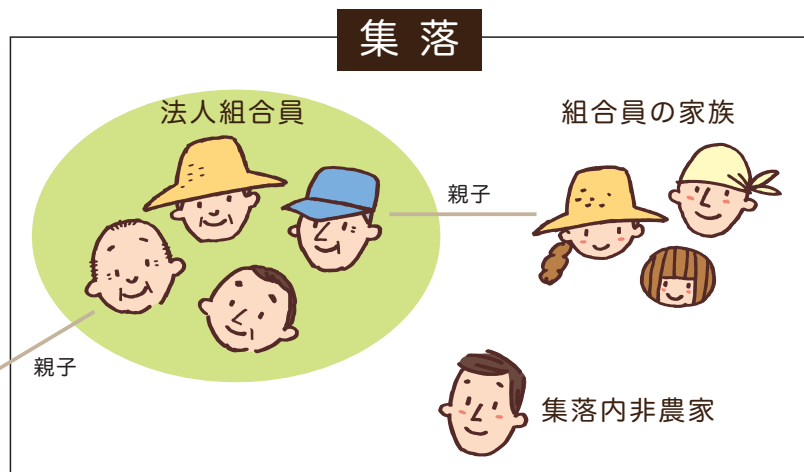 集落
法人組合員
組合員の家族
親子
親子
集落内非農家